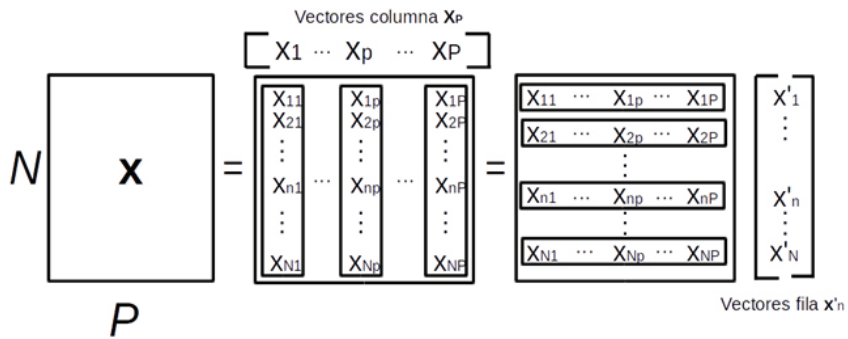 Vectores columna XP
[X1 ... Xp ... XP]
X11 X1p X1P X11 ... X1p ... X1P X'1
X21 X2p X2P X21 ... X2p ... X2P ⋮
⋮ ⋮ ⋮ ⋮
N X = Xn1 ... Xnp ... XnP = Xn1 ... Xnp ... XnP X'n
⋮ ⋮ ⋮ ⋮ ⋮
XN1 XNp XNP XN1 ... XNp ... XNP X'N
P
Vectores fila x'n